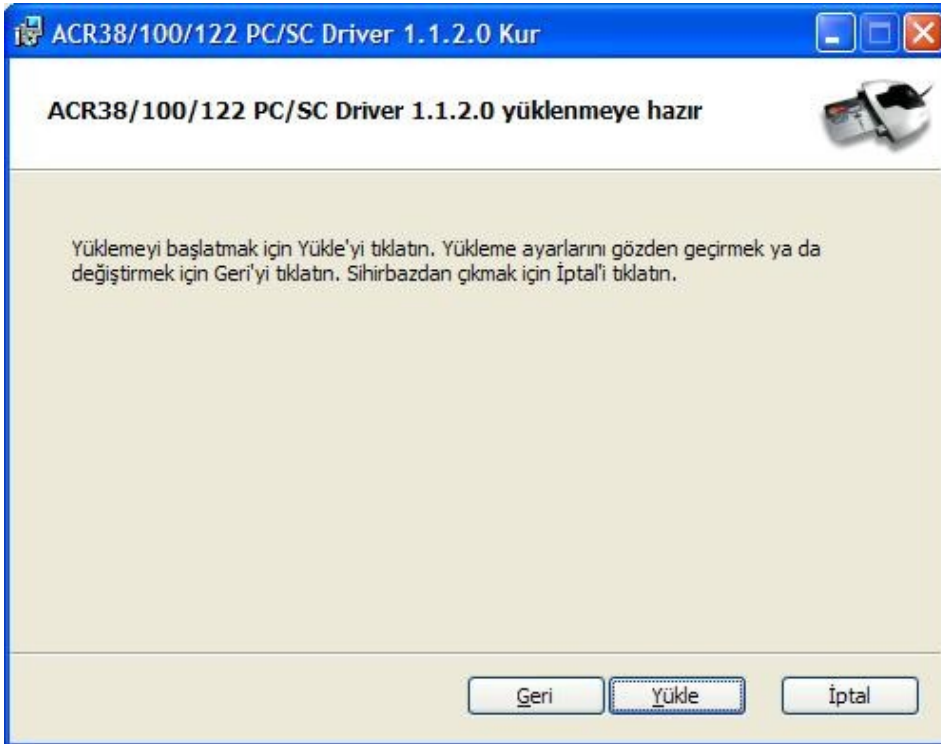 ACR38/100/122 PC/SC Driver 1.1.2.0 Kur
ACR38/100/122 PC/SC Driver 1.1.2.0 yüklenmeye hazır
Yüklemeyi başlatmak için Yükle'yi tıklatın. Yükleme ayarlarını gözden geçirmek ya da
değiştirmek için Geri'yi tıklatın. Sihirbazdan çıkmak için İptal'i tıklatın.
Geri Yükle İptal